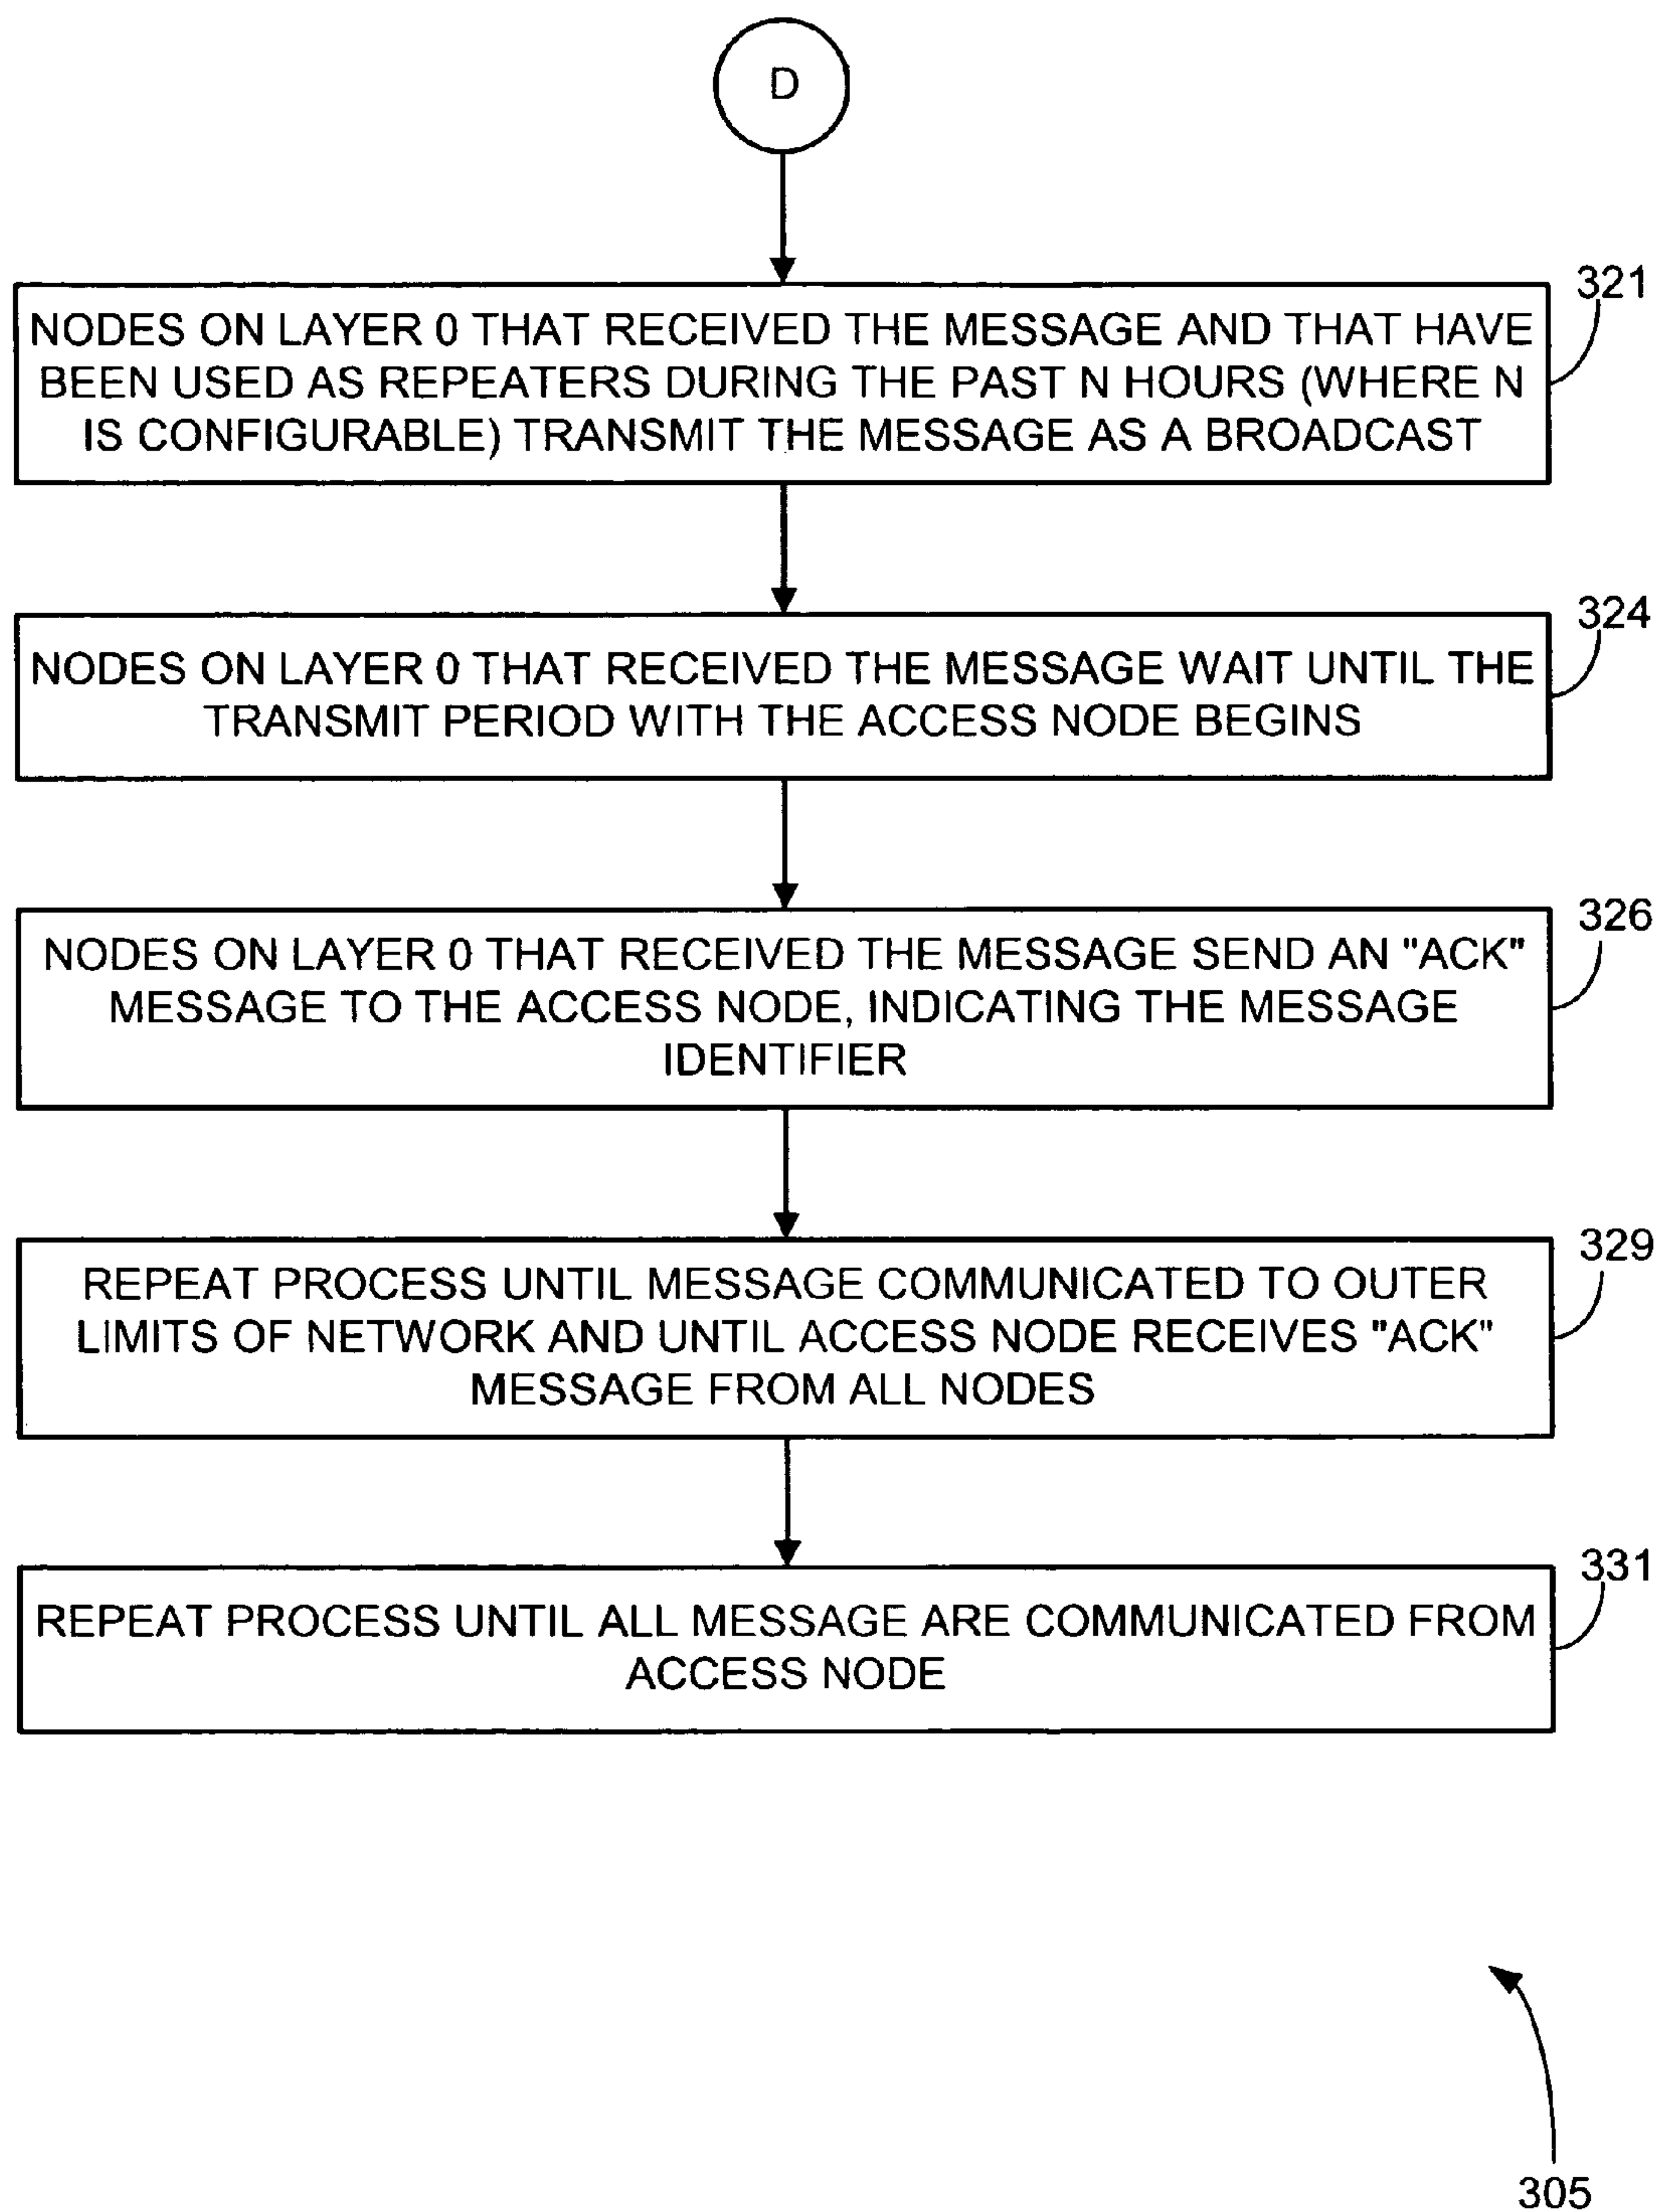 D
321
NODES ON LAYER 0 THAT RECEIVED THE MESSAGE AND THAT HAVE
BEEN USED AS REPEATERS DURING THE PAST N HOURS (WHERE N
IS CONFIGURABLE) TRANSMIT THE MESSAGE AS A BROADCAST
324
NODES ON LAYER 0 THAT RECEIVED THE MESSAGE WAIT UNTIL THE
TRANSMIT PERIOD WITH THE ACCESS NODE BEGINS
326
NODES ON LAYER 0 THAT RECEIVED THE MESSAGE SEND AN "ACK"
MESSAGE TO THE ACCESS NODE, INDICATING THE MESSAGE
IDENTIFIER
329
REPEAT PROCESS UNTIL MESSAGE COMMUNICATED TO OUTER
LIMITS OF NETWORK AND UNTIL ACCESS NODE RECEIVES "ACK"
MESSAGE FROM ALL NODES
331
REPEAT PROCESS UNTIL ALL MESSAGE ARE COMMUNICATED FROM
ACCESS NODE
305